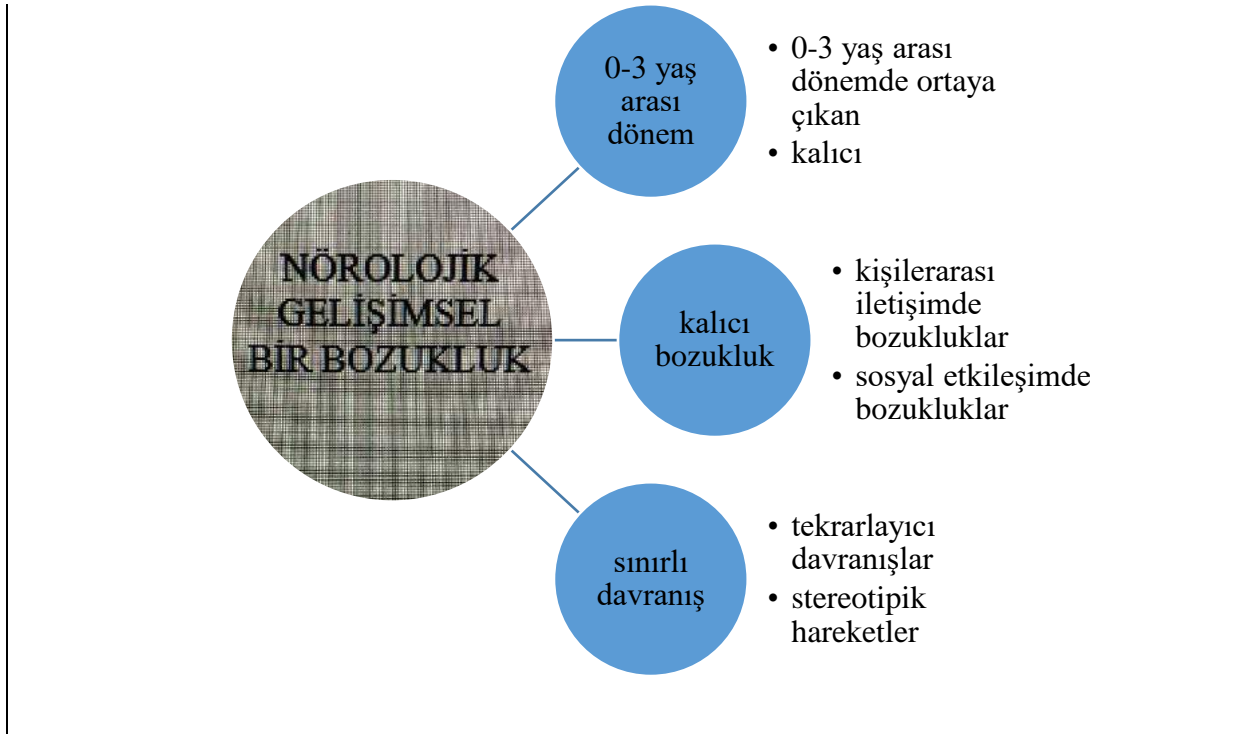 NÖROLOJİK
GELİŞİMSEL
BİR BOZUKLUK
0-3 yaş
arası
dönem
• 0-3 yaş arası
dönemde ortaya
çıkan
• kalıcı
kalıcı
bozukluk
• kişilerarası
iletişimde
bozukluklar
• sosyal etkileşimde
bozukluklar
sınırlı
davranış
• tekrarlayıcı
davranışlar
• stereotipik
hareketler